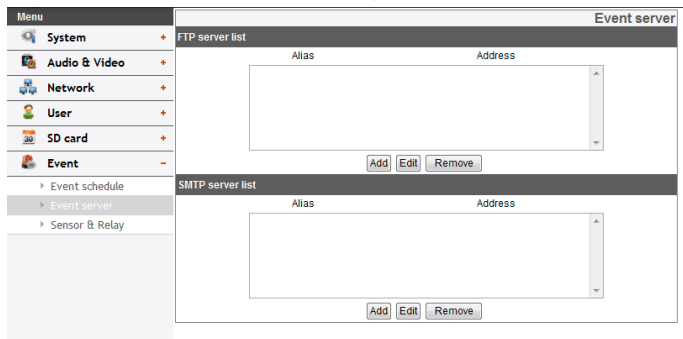 Menu
Event server
System +
Audio & Video +
Network +
User +
30 SD card +
Event -
Event schedule
Event server
Sensor & Relay
FTP server list
Alias Address
Add Edit Remove
SMTP server list
Alias Address
Add Edit Remove